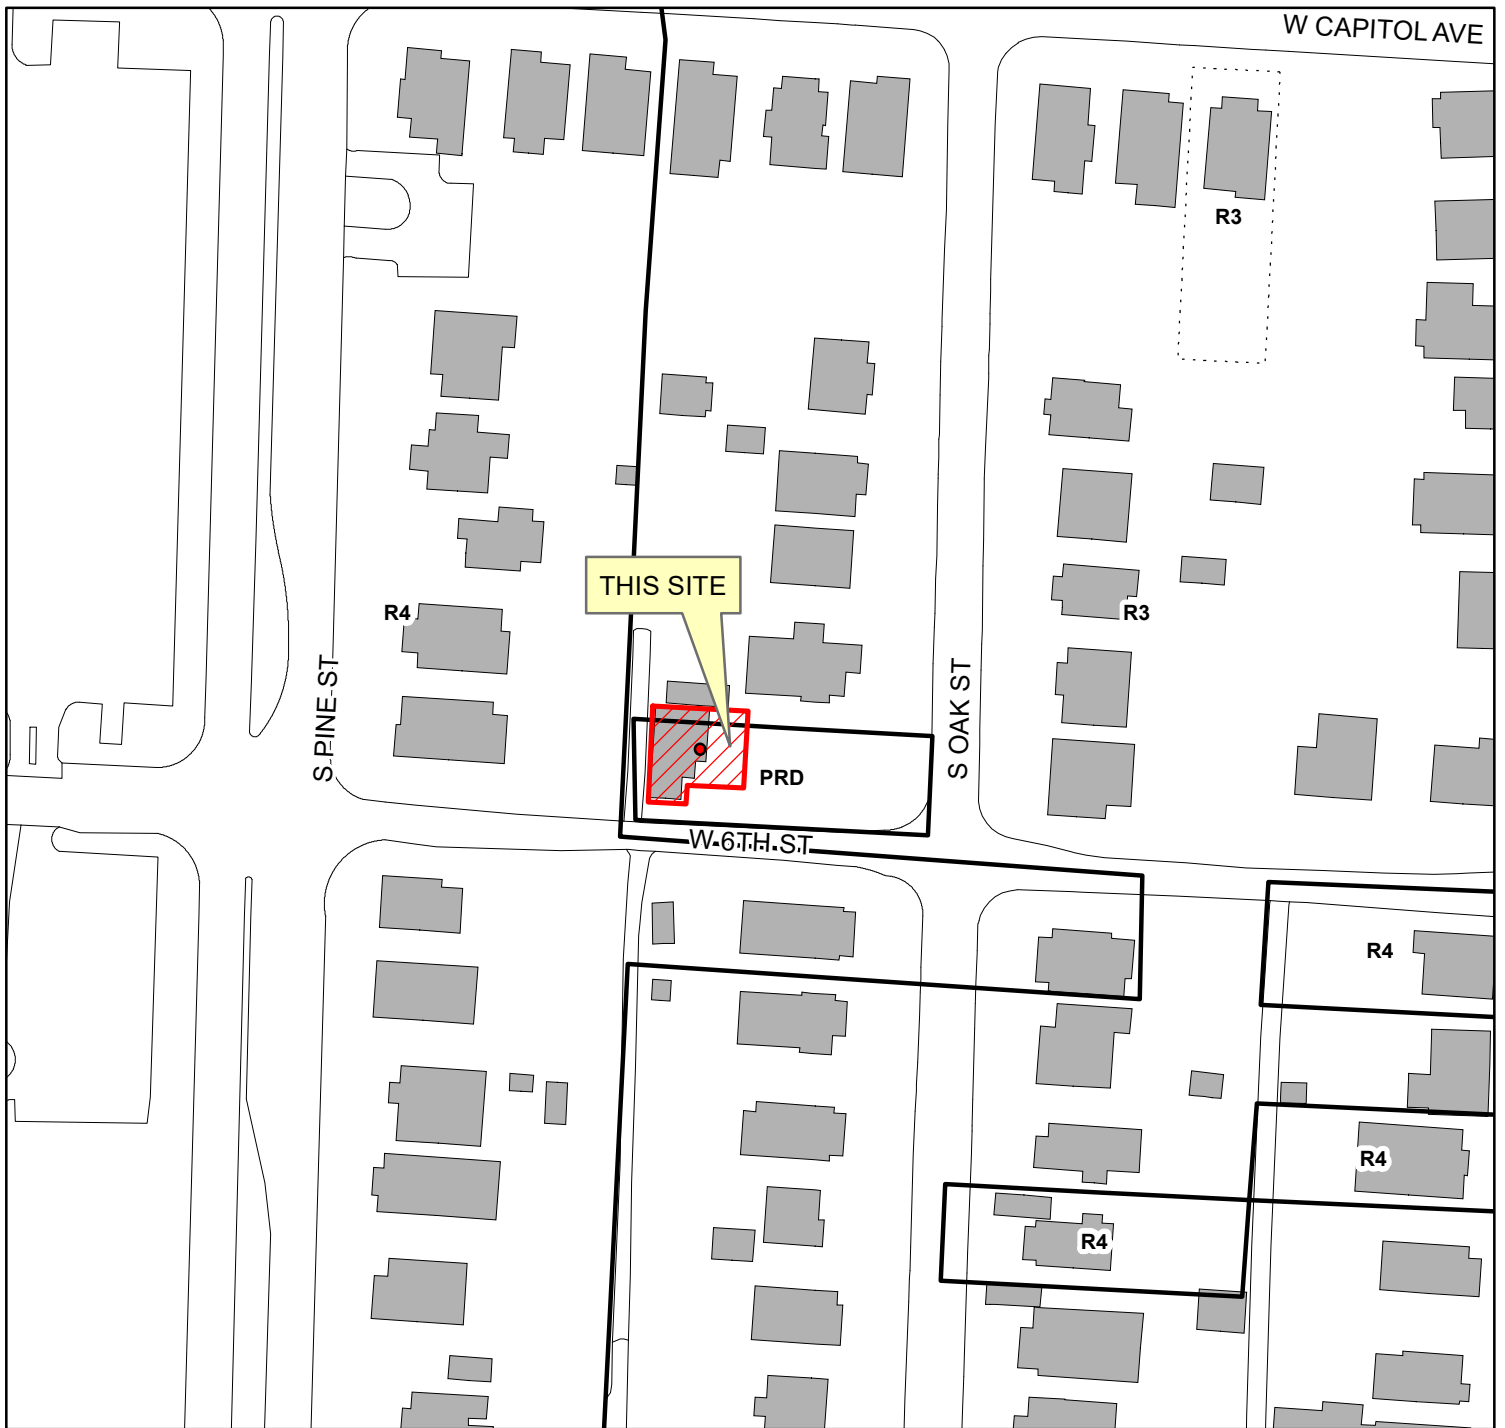 W CAPITOL AVE
R3
THIS SITE
R4
R3
S PINE ST
S OAK ST
PRD
W 6TH ST
R4
R4
R4